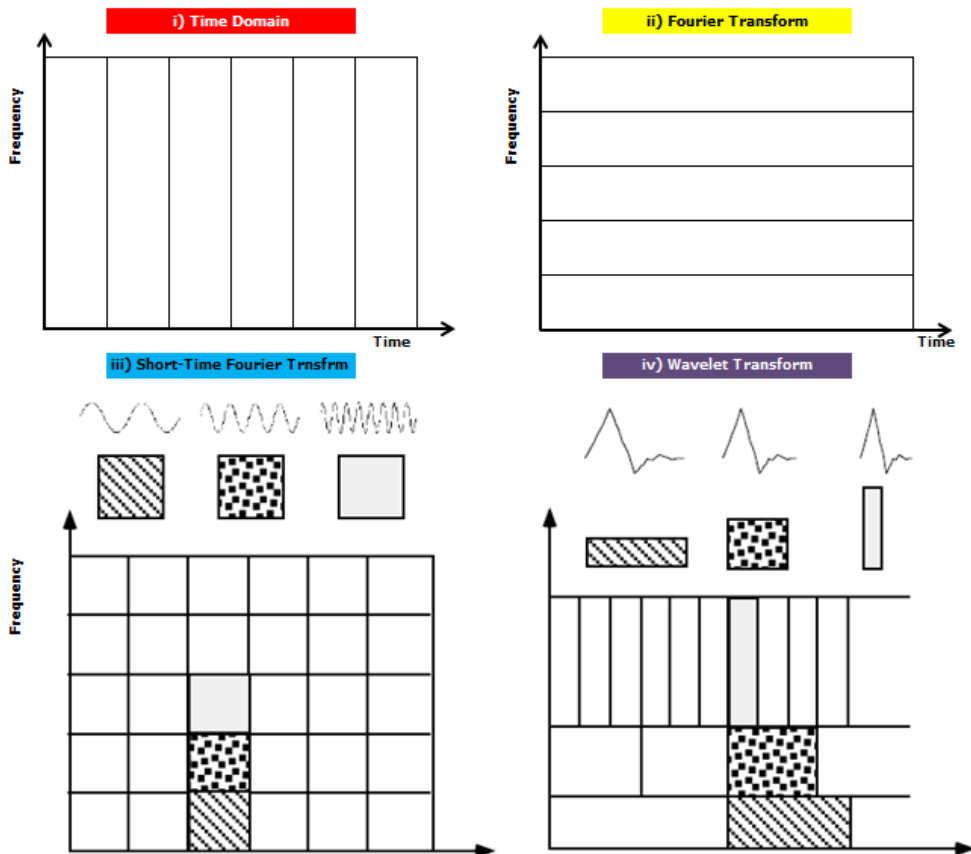 i) Time Domain
ii) Fourier Transform
Frequency
Frequency
Time
Time
iii) Short-Time Fourier Trnsfrm
iv) Wavelet Transform
Frequency